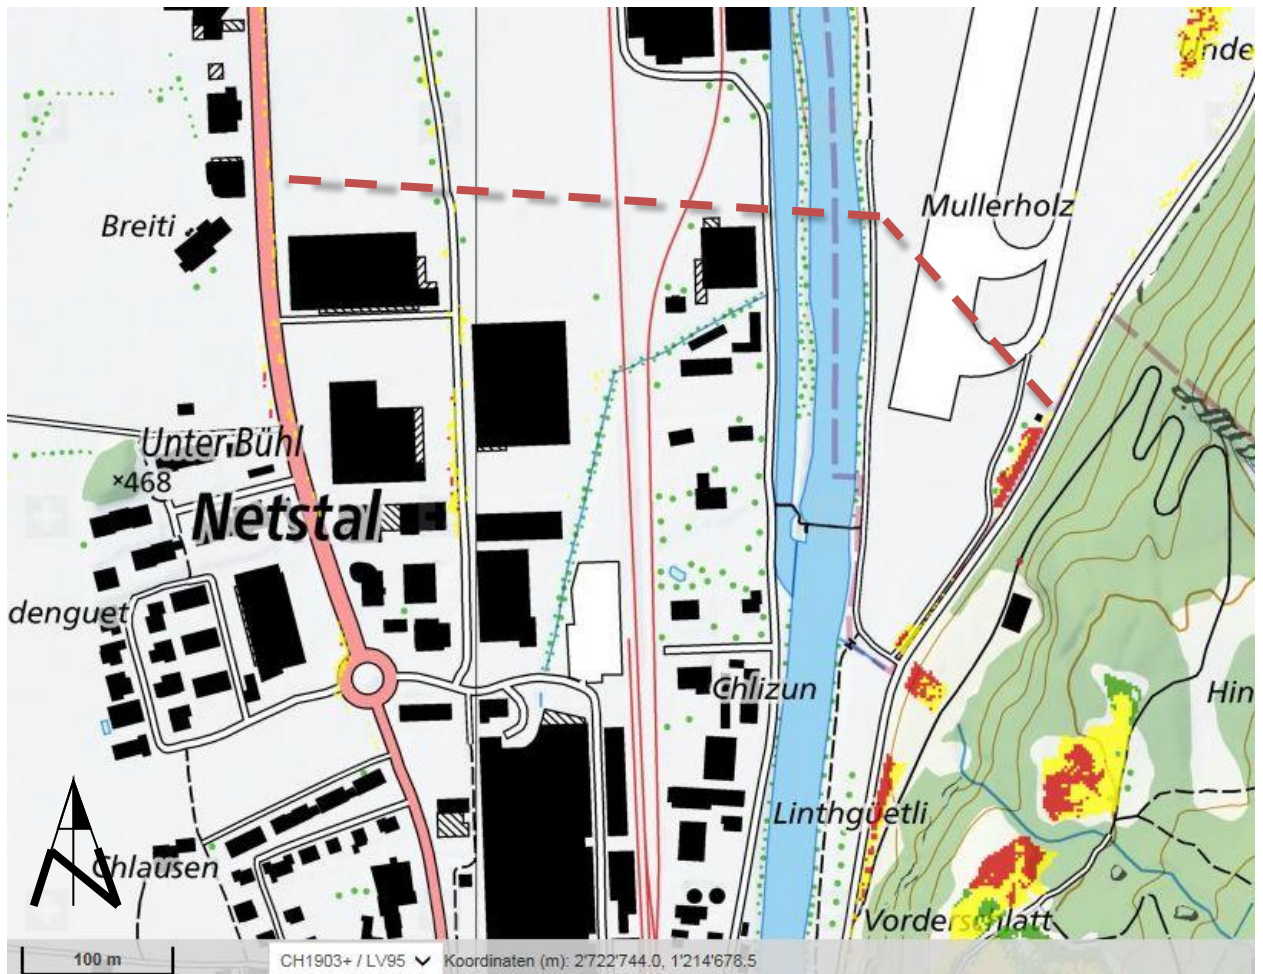 Unde
Mullerholz
Breiti
Unter Bühl
×468
Netstal
denguet
Chlizun
Hin
Linthgüetli
Chlausen
Vorderschlatt
N
100 m
CH1903+ / LV95
Koordinaten (m): 2'722'744.0, 1'214'678.5